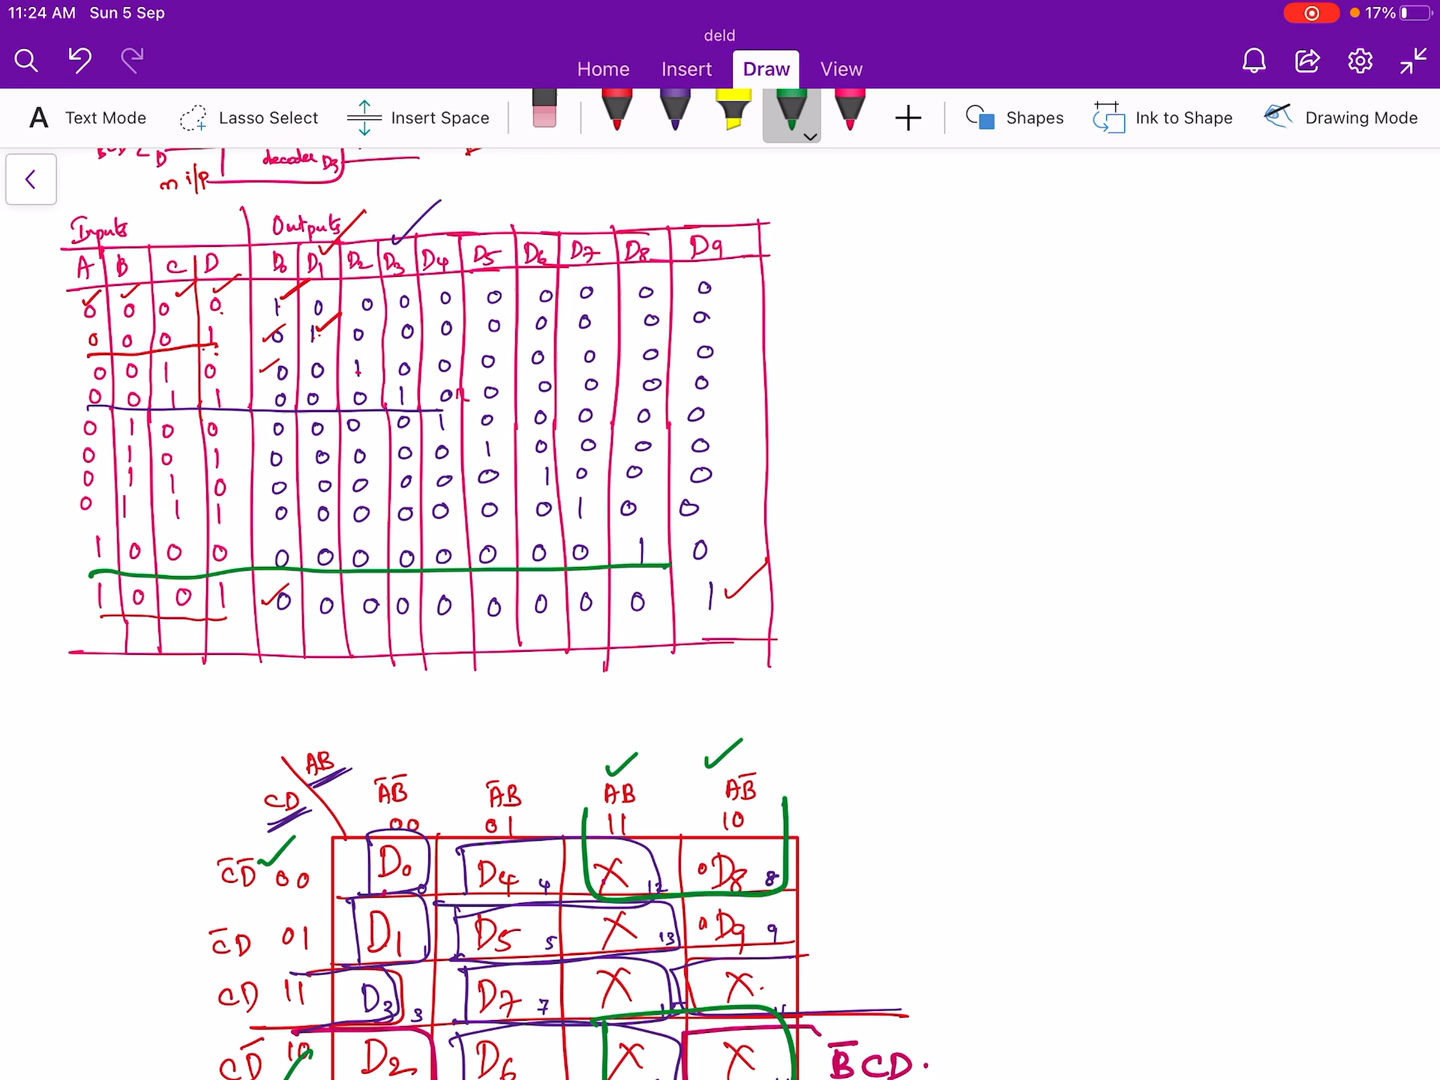 11:24 AM Sun 5 Sep 17%
deld
Home Insert Draw View
A Text Mode Lasso Select Insert Space Shapes Ink to Shape Drawing Mode
D decoder D9
m i/p
Inputs Outputs
A B C D D0 D1 D2 D3 D4 D5 D6 D7 D8 D9
0 0 0 0 1 0 0 0 0 0 0 0 0 0
0 0 0 1 0 1 0 0 0 0 0 0 0 0
0 0 1 0 0 0 1 0 0 0 0 0 0 0
0 0 1 1 0 0 0 1 0 0 0 0 0 0
0 1 0 0 0 0 0 0 1 0 0 0 0 0
0 1 0 1 0 0 0 0 0 1 0 0 0 0
0 1 1 0 0 0 0 0 0 0 1 0 0 0
0 1 1 1 0 0 0 0 0 0 0 1 0 0
1 0 0 0 0 0 0 0 0 0 0 0 1 0
1 0 0 1 0 0 0 0 0 0 0 0 0 1
AB
CD A̅B̅ A̅B AB AB̅
00 01 11 10
C̅D̅ 00 D0 0 D4 4 X 12 D8 8
C̅D 01 D1 1 D5 5 X 13 D9 9
CD 11 D3 3 D7 7 X 15 X
CD̅ 10 D2 D6 X X B̅CD.